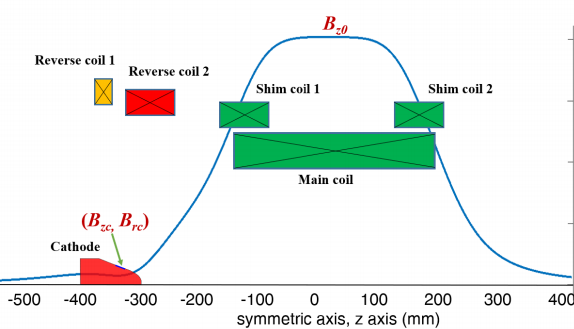 B_z0
Reverse coil 1
Reverse coil 2
Shim coil 1
Shim coil 2
Main coil
(B_zc, B_rc)
Cathode
-500 -400 -300 -200 -100 0 100 200 300 400
symmetric axis, z axis (mm)